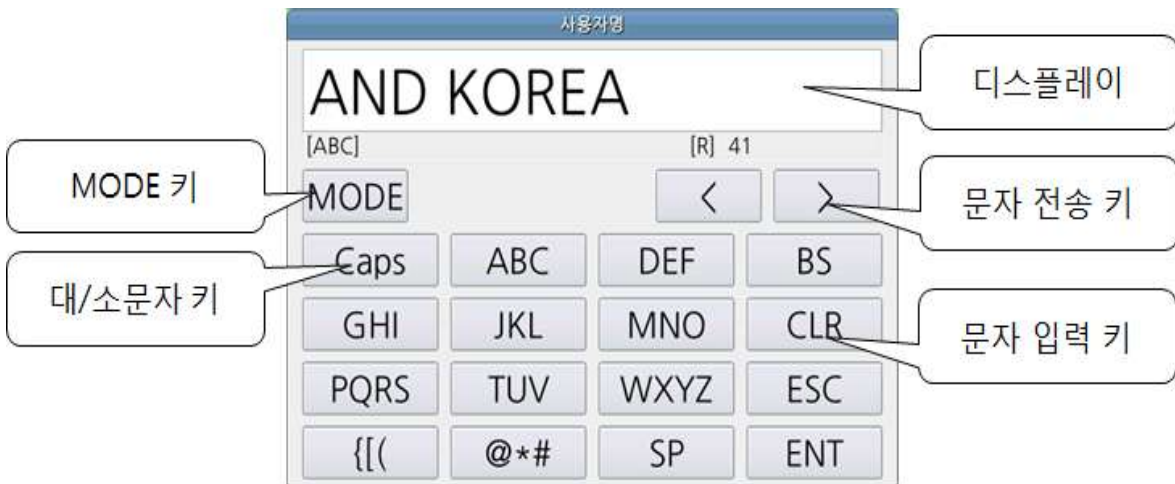 사용자명
AND KOREA
디스플레이
[ABC] [R] 41
MODE 키
MODE < >
문자 전송 키
Caps ABC DEF BS
대/소문자 키
GHI JKL MNO CLR
문자 입력 키
PQRS TUV WXYZ ESC
{[( @*# SP ENT